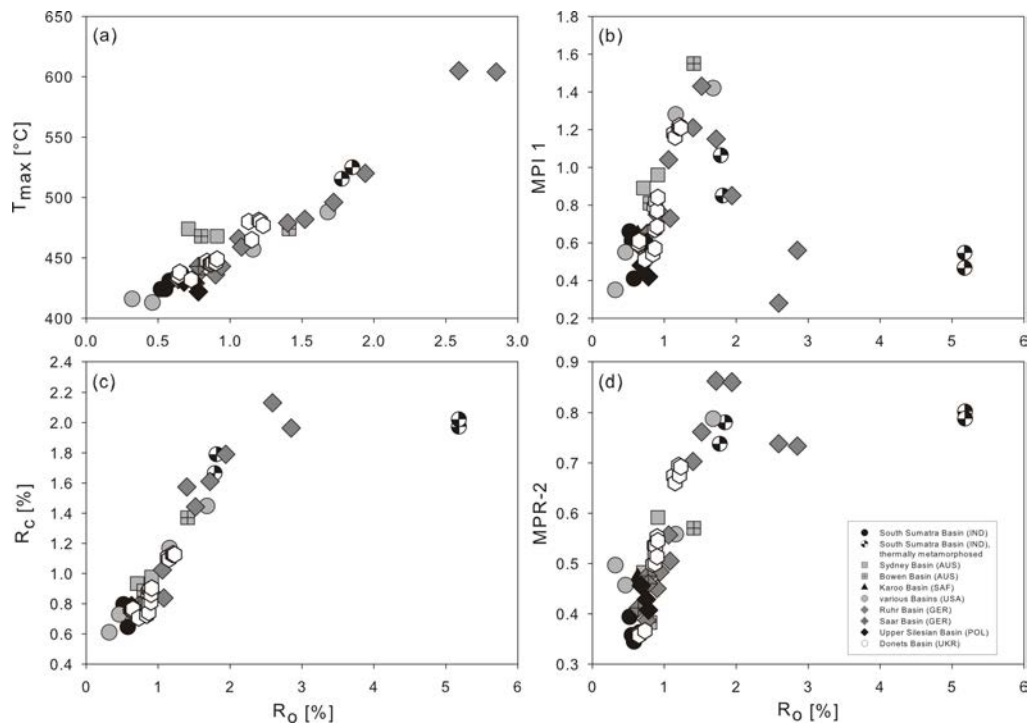 (a)
650
600
550
500
450
400
Tmax [°C]
0.0 0.5 1.0 1.5 2.0 2.5 3.0
(b)
1.8
1.6
1.4
1.2
1.0
0.8
0.6
0.4
0.2
MPI 1
0 1 2 3 4 5 6
(c)
2.4
2.2
2.0
1.8
1.6
1.4
1.2
1.0
0.8
0.6
0.4
Rc [%]
0 1 2 3 4 5 6
Ro [%]
(d)
0.9
0.8
0.7
0.6
0.5
0.4
0.3
MPR-2
South Sumatra Basin (IND)
South Sumatra Basin (IND),
thermally metamorphosed
Sydney Basin (AUS)
Bowen Basin (AUS)
Karoo Basin (SAF)
various Basins (USA)
Ruhr Basin (GER)
Saar Basin (GER)
Upper Silesian Basin (POL)
Donets Basin (UKR)
0 1 2 3 4 5 6
Ro [%]